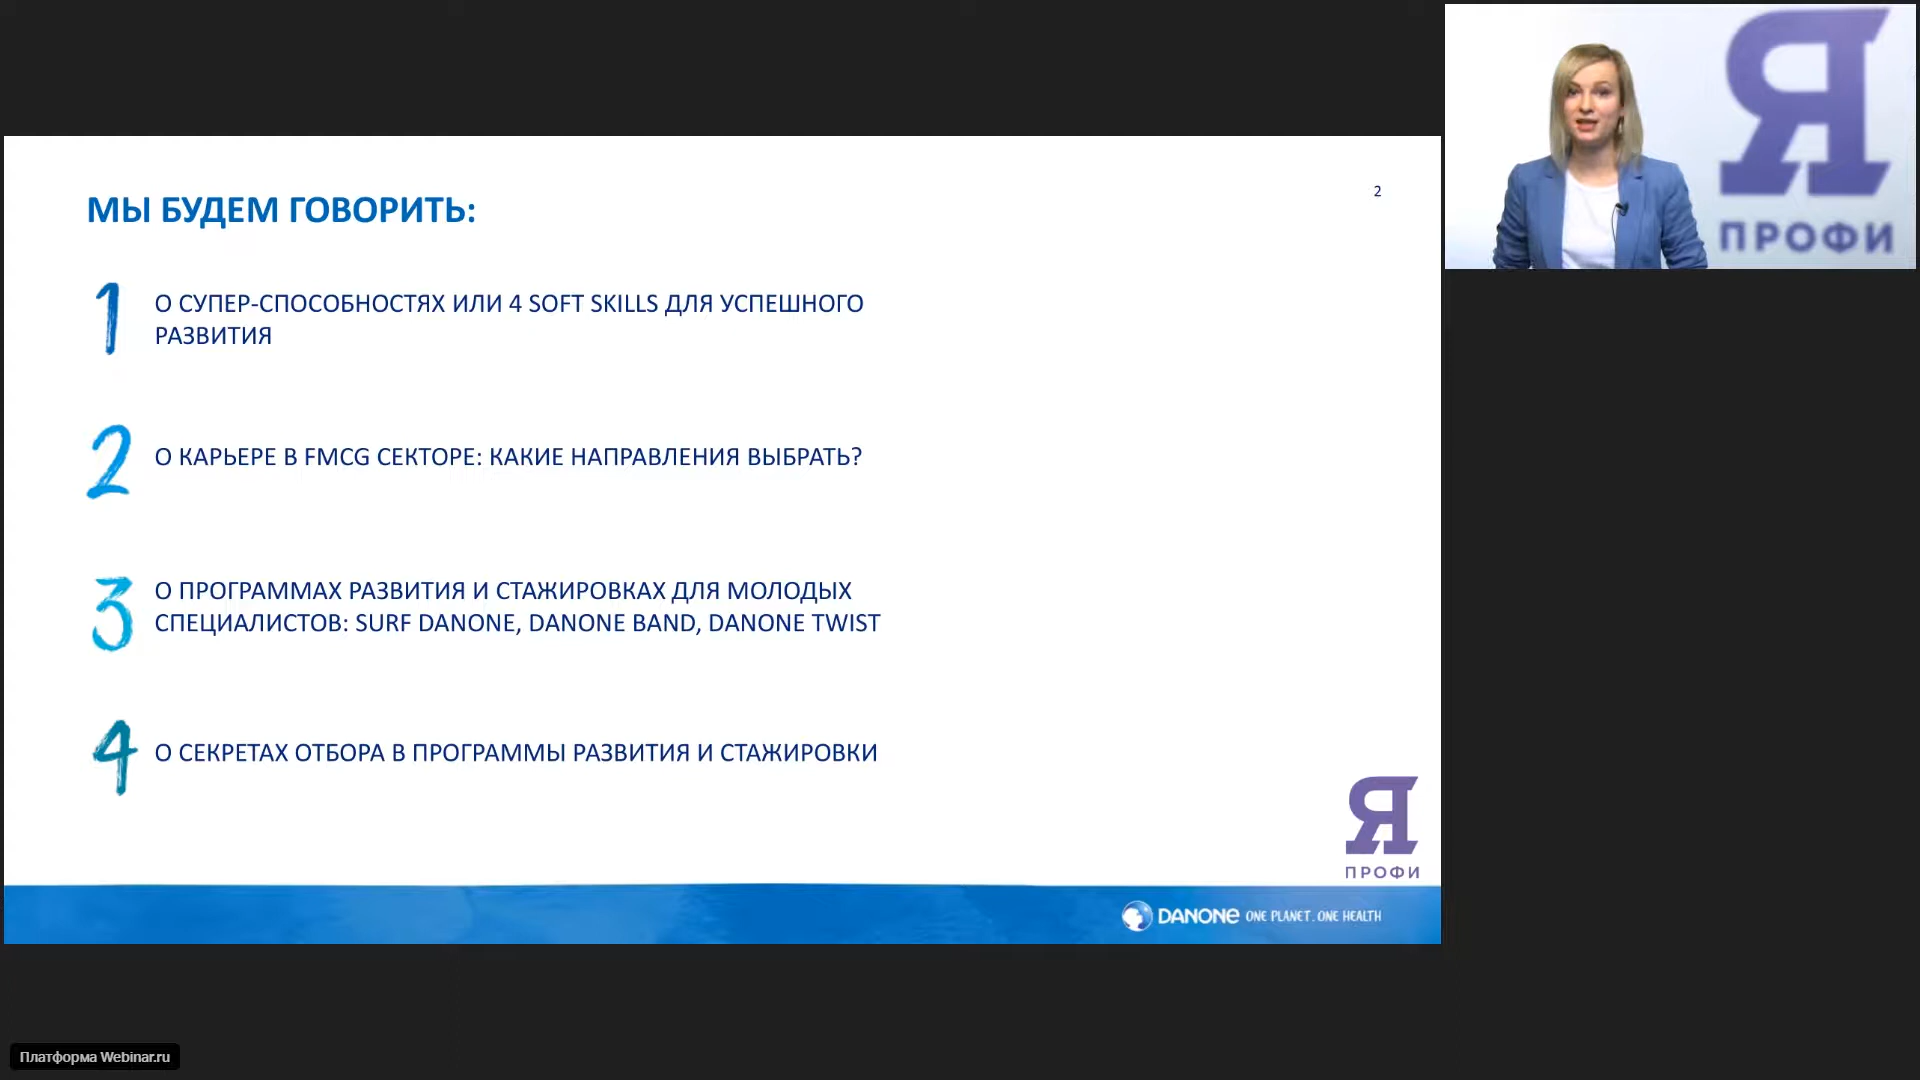 Я
ПРОФИ
2
МЫ БУДЕМ ГОВОРИТЬ:
1
О СУПЕР-СПОСОБНОСТЯХ ИЛИ 4 SOFT SKILLS ДЛЯ УСПЕШНОГО
РАЗВИТИЯ
2
О КАРЬЕРЕ В FMCG СЕКТОРЕ: КАКИЕ НАПРАВЛЕНИЯ ВЫБРАТЬ?
3
О ПРОГРАММАХ РАЗВИТИЯ И СТАЖИРОВКАХ ДЛЯ МОЛОДЫХ
СПЕЦИАЛИСТОВ: SURF DANONE, DANONE BAND, DANONE TWIST
4
О СЕКРЕТАХ ОТБОРА В ПРОГРАММЫ РАЗВИТИЯ И СТАЖИРОВКИ
Я
ПРОФИ
DANONE ONE PLANET. ONE HEALTH
Платформа Webinar.ru